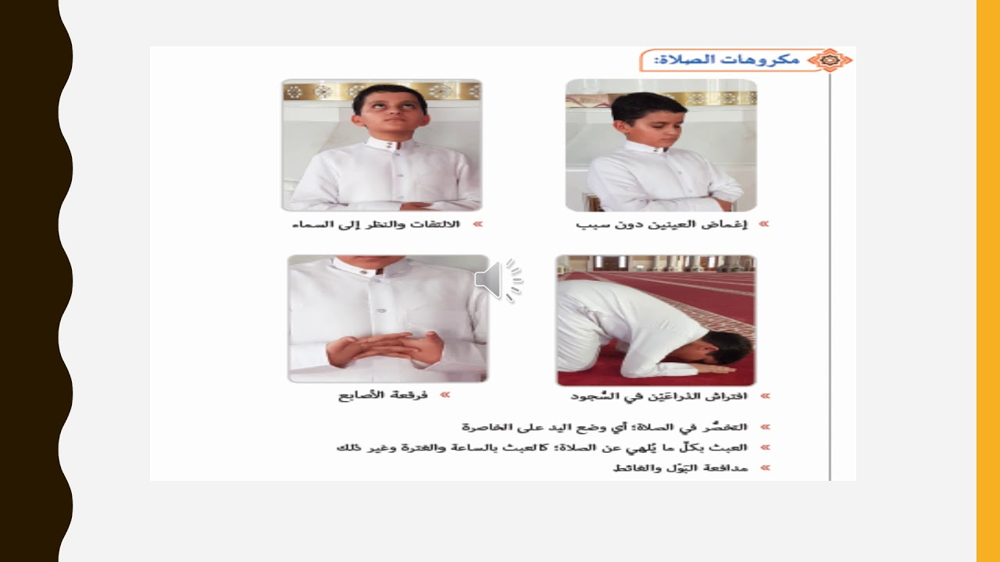 مكروهات الصلاة:
إغماض العينين دون سبب
الالتفات والنظر إلى السماء
افتراش الذراعَيْن في السُّجود
فرقعة الأصابع
التخصُّر في الصلاة؛ أي وضع اليد على الخاصرة
العبث بكلّ ما يُلهي عن الصلاة؛ كالعبث بالساعة والغترة وغير ذلك
مدافعة البَوْل والغائط